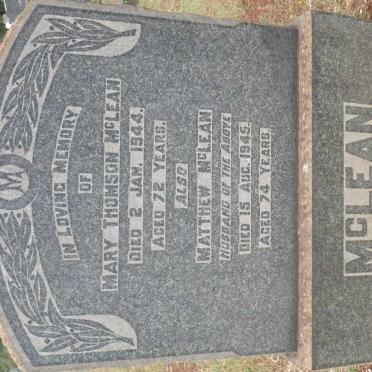 M
IN LOVING MEMORY
OF
MARY THOMSON McLEAN
DIED 2 JAN. 1944.
AGED 72 YEARS.
ALSO
MATTHEW McLEAN
HUSBAND OF THE ABOVE
DIED 15 AUG. 1945.
AGED 74 YEARS.
McLEAN